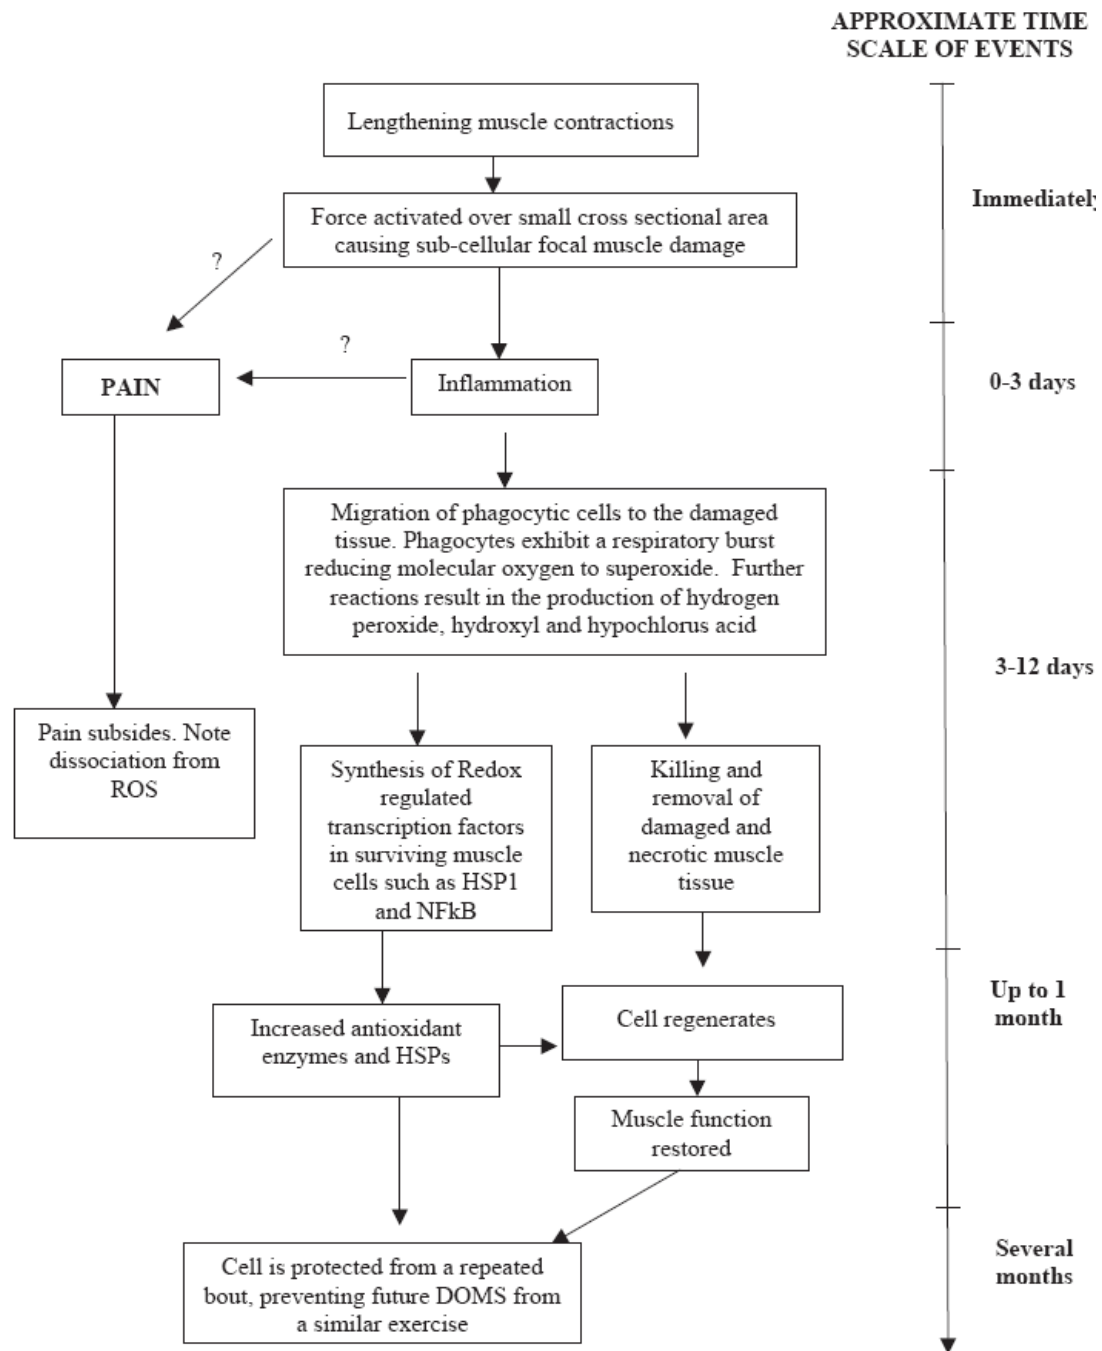 APPROXIMATE TIME
SCALE OF EVENTS
Lengthening muscle contractions
Immediately
Force activated over small cross sectional area
causing sub-cellular focal muscle damage
?
?
PAIN
Inflammation
0-3 days
Migration of phagocytic cells to the damaged
tissue. Phagocytes exhibit a respiratory burst
reducing molecular oxygen to superoxide. Further
reactions result in the production of hydrogen
peroxide, hydroxyl and hypochlorus acid
3-12 days
Pain subsides. Note
dissociation from
ROS
Synthesis of Redox
regulated
transcription factors
in surviving muscle
cells such as HSP1
and NFkB
Killing and
removal of
damaged and
necrotic muscle
tissue
Up to 1
month
Increased antioxidant
enzymes and HSPs
Cell regenerates
Muscle function
restored
Several
months
Cell is protected from a repeated
bout, preventing future DOMS from
a similar exercise